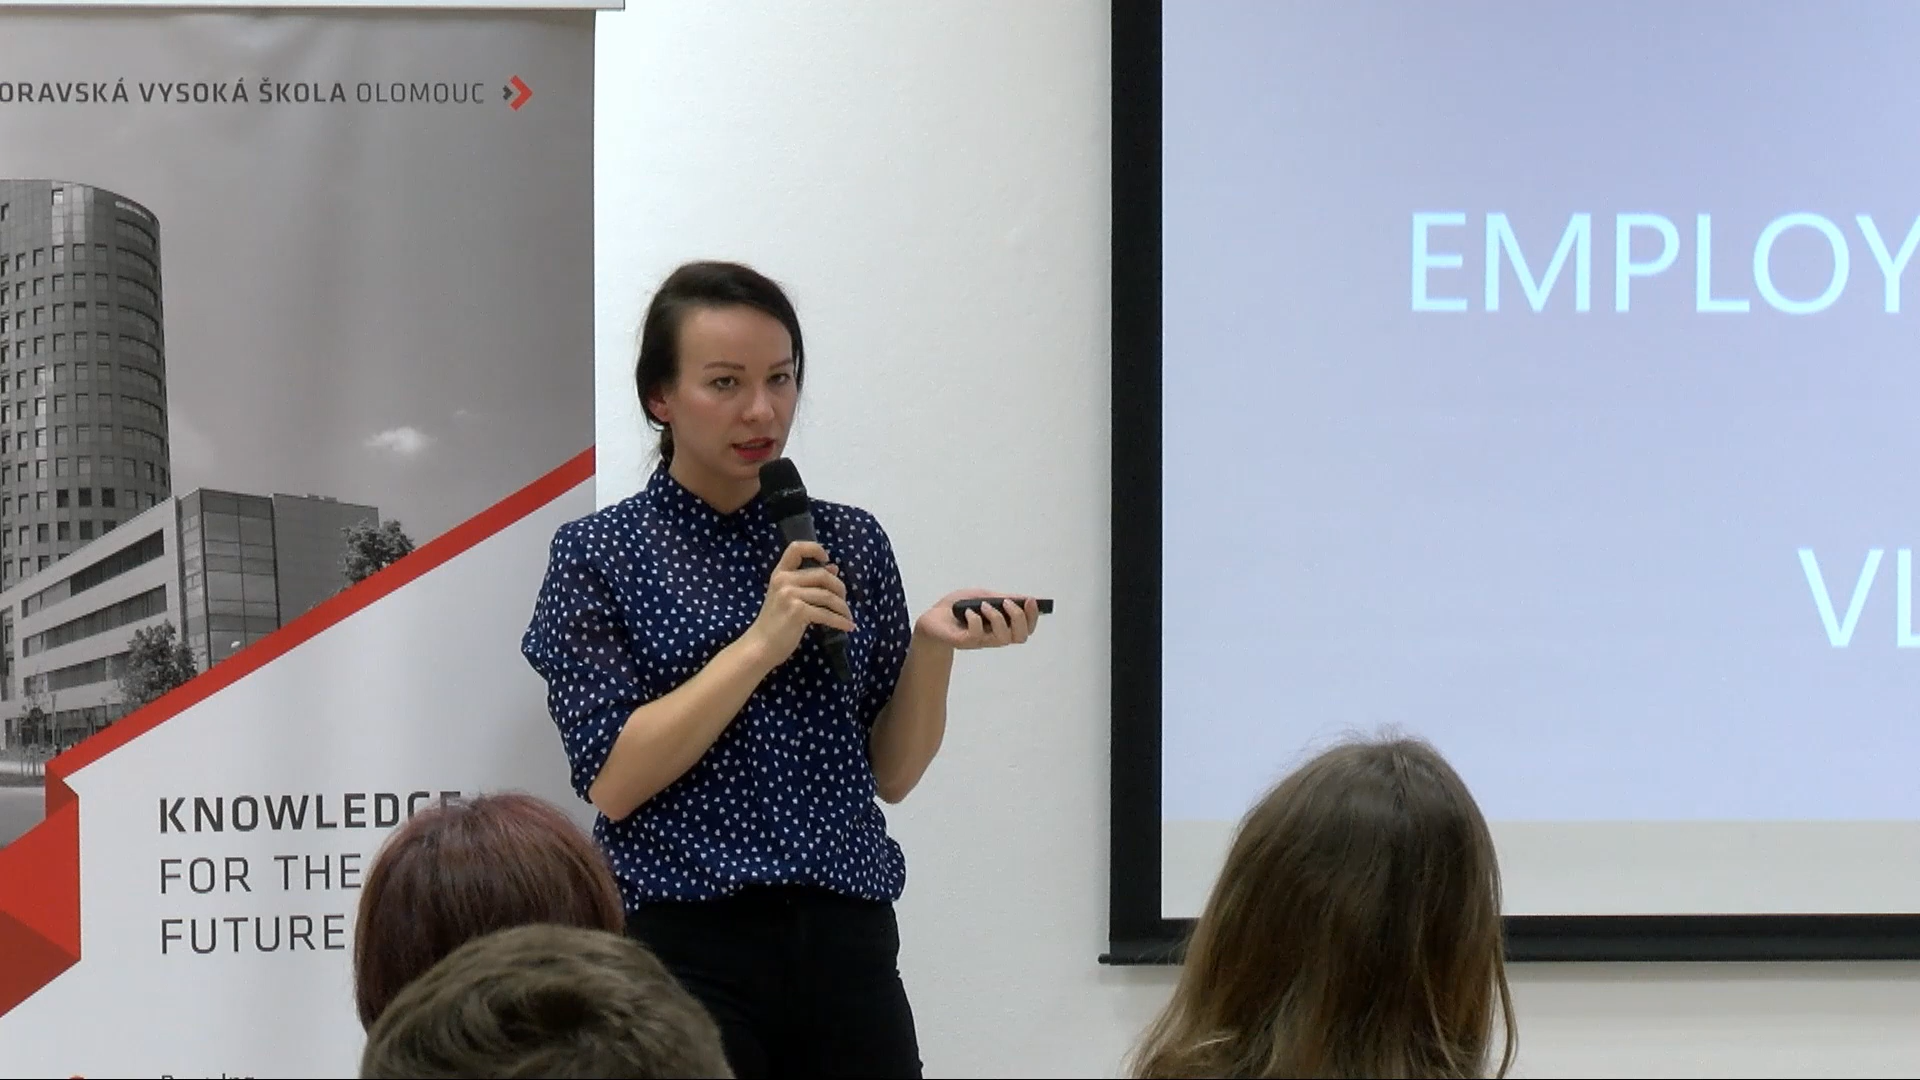 ORAVSKÁ VYSOKÁ ŠKOLA OLOMOUC
EMPLOY
VL
KNOWLEDGE
FOR THE
FUTURE